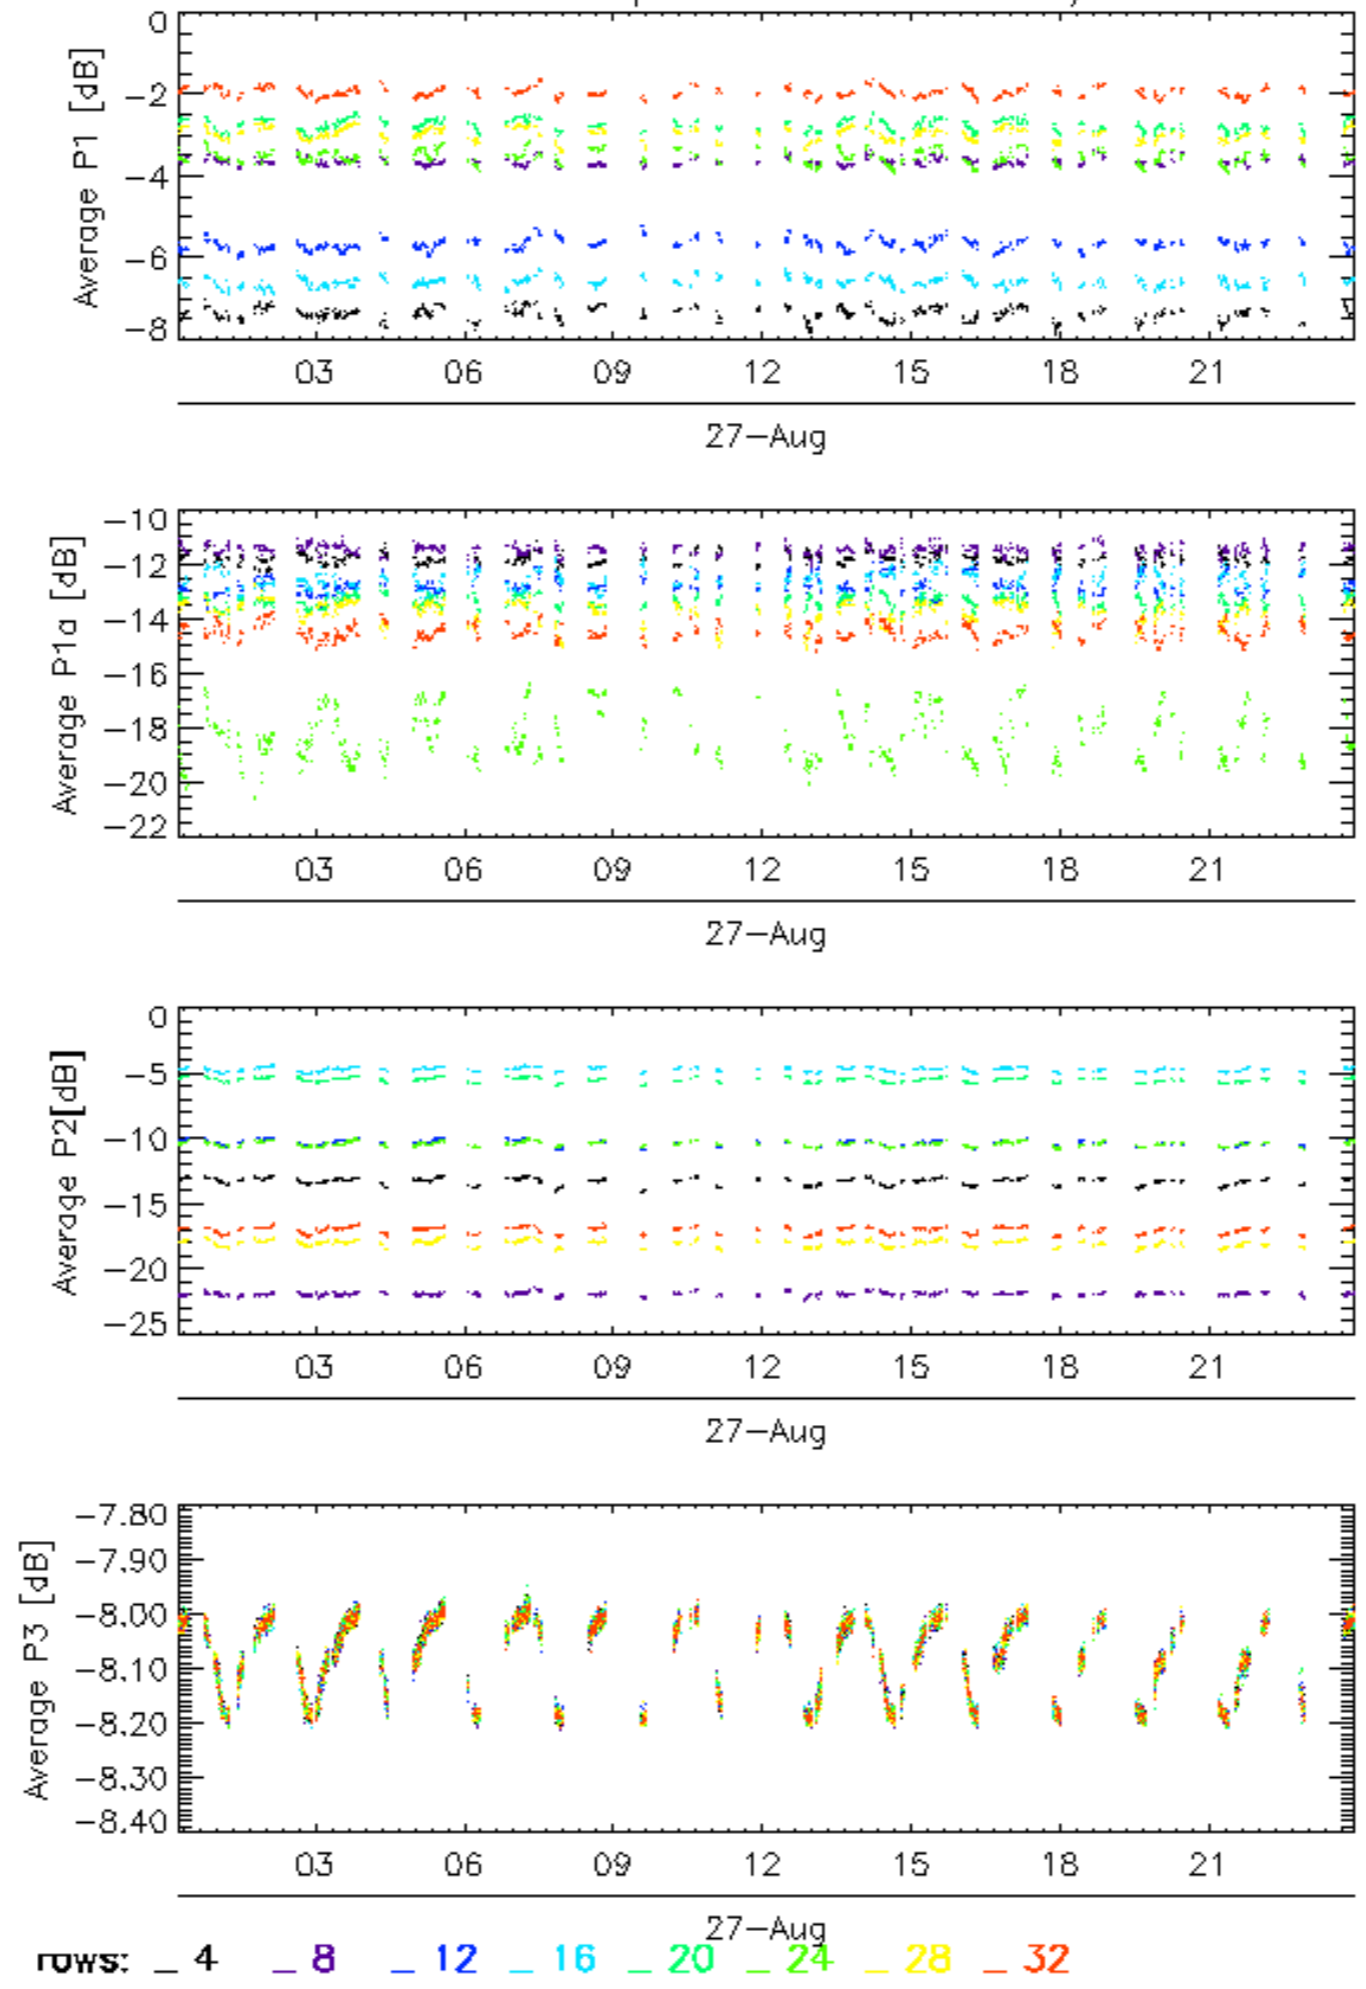 0
−2
−4
−6
−8
Average P1 [dB]
03 06 09 12 15 18 21
27−Aug
−10
−12
−14
−16
−18
−20
−22
Average P1a [dB]
03 06 09 12 15 18 21
27−Aug
0
−5
−10
−15
−20
−25
Average P2[dB]
03 06 09 12 15 18 21
27−Aug
−7.80
−7.90
−8.00
−8.10
−8.20
−8.30
−8.40
Average P3 [dB]
03 06 09 12 15 18 21
27−Aug
rows: _ 4 _ 8 _ 12 _ 16 _ 20 _ 24 _ 28 _ 32